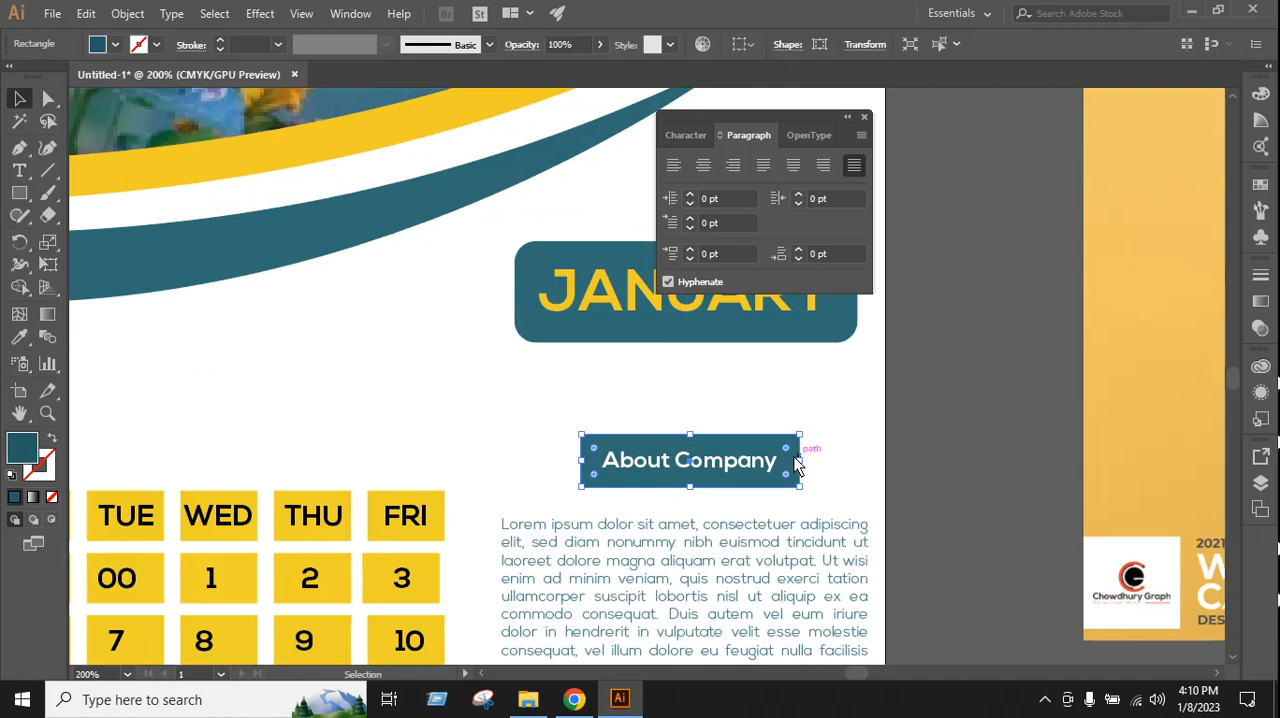 Ai File Edit Object Type Select Effect View Window Help Br St Essentials Search Adobe Stock
Rectangle Stroke: Basic Opacity: 100% Style: Shape: Transform
Untitled-1* @ 200% (CMYK/GPU Preview)
Character Paragraph OpenType
0 pt 0 pt
0 pt
0 pt 0 pt
Hyphenate
JANUARY
path
About Company
TUE WED THU FRI
00 1 2 3
7 8 9 10
Lorem ipsum dolor sit amet, consectetuer adipiscing
elit, sed diam nonummy nibh euismod tincidunt ut
laoreet dolore magna aliquam erat volutpat. Ut wisi
enim ad minim veniam, quis nostrud exerci tation
ullamcorper suscipit lobortis nisl ut aliquip ex ea
commodo consequat. Duis autem vel eum iriure
dolor in hendrerit in vulputate velit esse molestie
consequat, vel illum dolore eu feugiat nulla facilisis
Chowdhury Graph
2021
200% 1 Selection
Type here to search
Ai
4:10 PM
1/8/2023